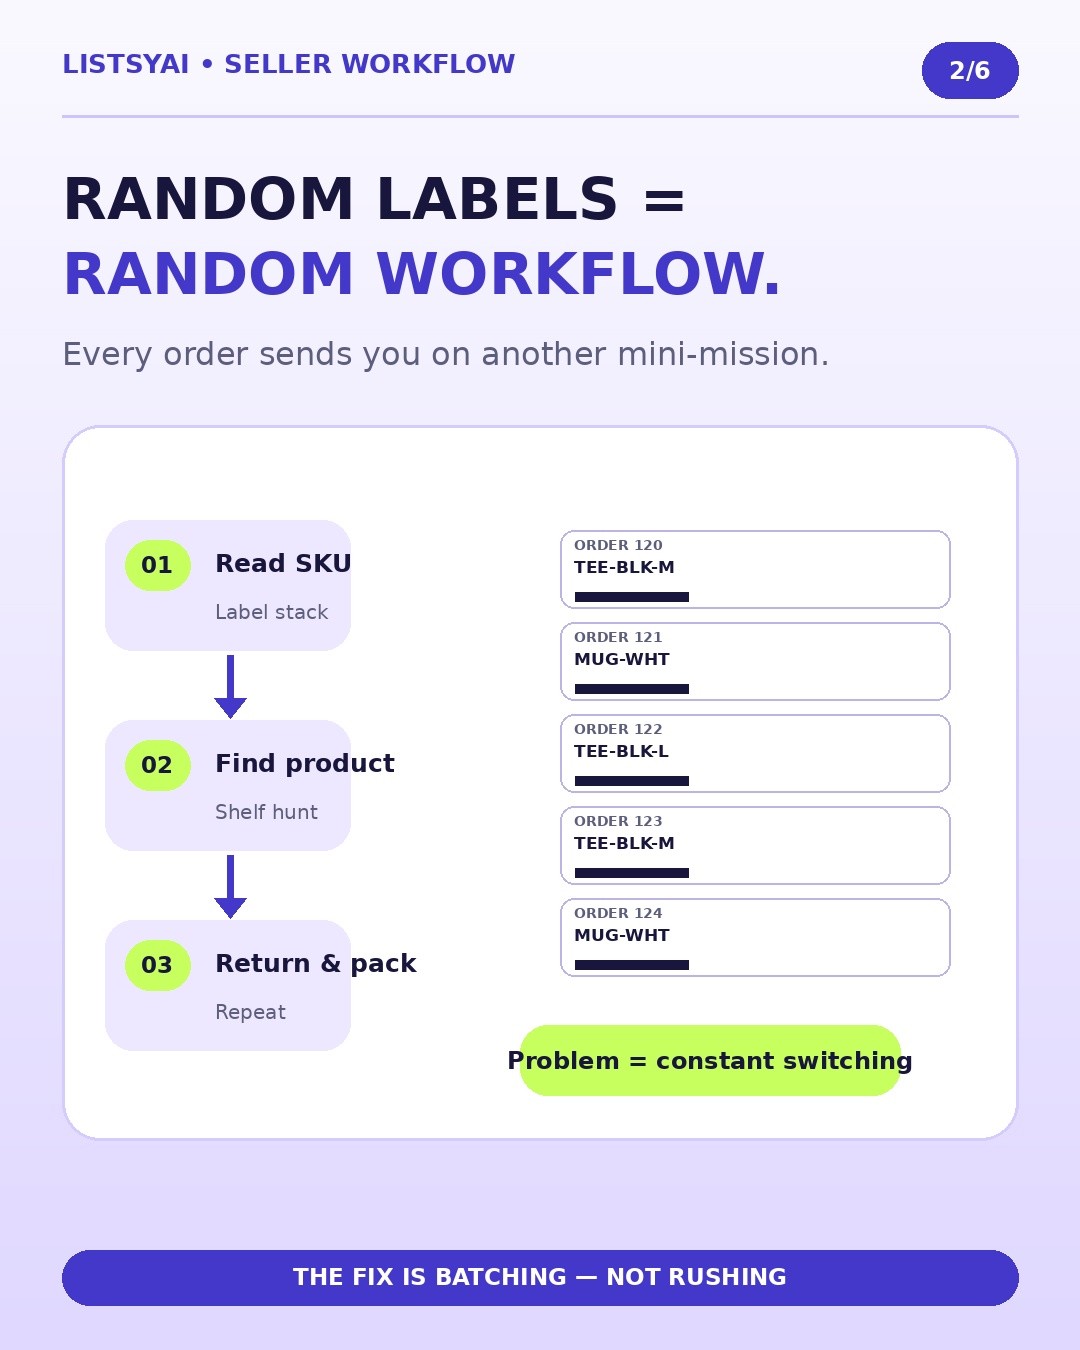 LISTSYAI • SELLER WORKFLOW
2/6
RANDOM LABELS =
RANDOM WORKFLOW.
Every order sends you on another mini-mission.
01
Read SKU
Label stack
02
Find product
Shelf hunt
03
Return & pack
Repeat
ORDER 120
TEE-BLK-M
ORDER 121
MUG-WHT
ORDER 122
TEE-BLK-L
ORDER 123
TEE-BLK-M
ORDER 124
MUG-WHT
Problem = constant switching
THE FIX IS BATCHING — NOT RUSHING